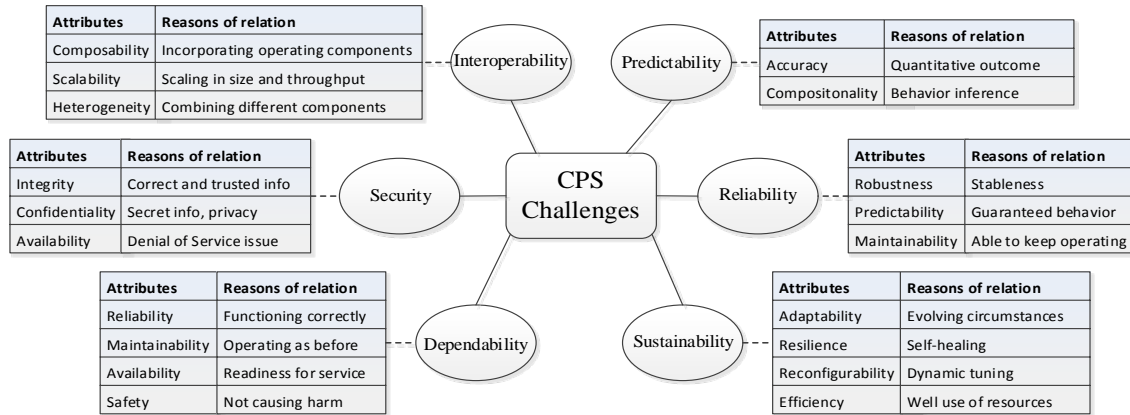 Attributes Reasons of relation
Composability Incorporating operating components
Scalability Scaling in size and throughput
Heterogeneity Combining different components
Interoperability
Predictability
Attributes Reasons of relation
Accuracy Quantitative outcome
Compositonality Behavior inference
Attributes Reasons of relation
Integrity Correct and trusted info
Confidentiality Secret info, privacy
Availability Denial of Service issue
Security
CPS
Challenges
Reliability
Attributes Reasons of relation
Robustness Stableness
Predictability Guaranteed behavior
Maintainability Able to keep operating
Attributes Reasons of relation
Reliability Functioning correctly
Maintainability Operating as before
Availability Readiness for service
Safety Not causing harm
Dependability
Sustainability
Attributes Reasons of relation
Adaptability Evolving circumstances
Resilience Self-healing
Reconfigurability Dynamic tuning
Efficiency Well use of resources